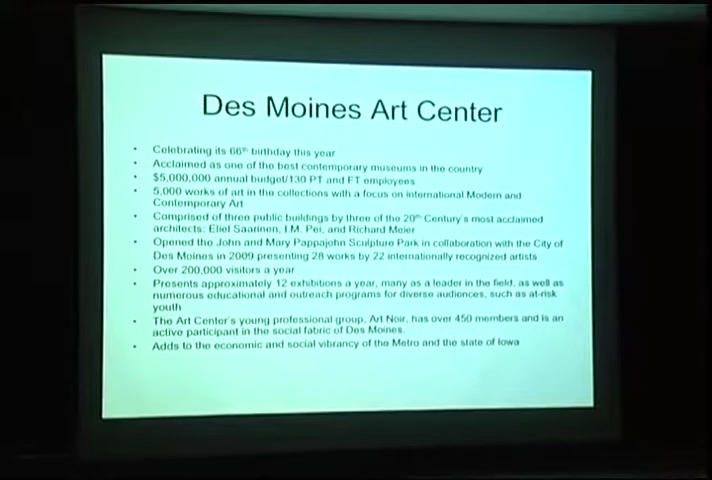 Des Moines Art Center
• Celebrating its 66th birthday this year
• Acclaimed as one of the best contemporary museums in the country
• $5,000,000 annual budget/130 PT and FT employees
• 5,000 works of art in the collections with a focus on international Modern and
Contemporary Art
• Comprised of three public buildings by three of the 20th Century's most acclaimed
architects: Eliel Saarinen, I.M. Pei, and Richard Meier
• Opened the John and Mary Pappajohn Sculpture Park in collaboration with the City of
Des Moines in 2009 presenting 28 works by 22 internationally recognized artists
• Over 200,000 visitors a year
• Presents approximately 12 exhibitions a year, many as a leader in the field, as well as
numerous educational and outreach programs for diverse audiences, such as at-risk
youth
• The Art Center's young professional group, Art Noir, has over 450 members and is an
active participant in the social fabric of Des Moines.
• Adds to the economic and social vibrancy of the Metro and the state of Iowa